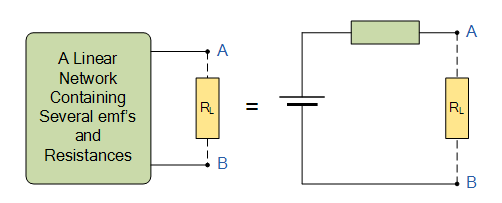 A Linear
Network
Containing
Several emf's
and
Resistances
A
RL
B
=
A
RL
B